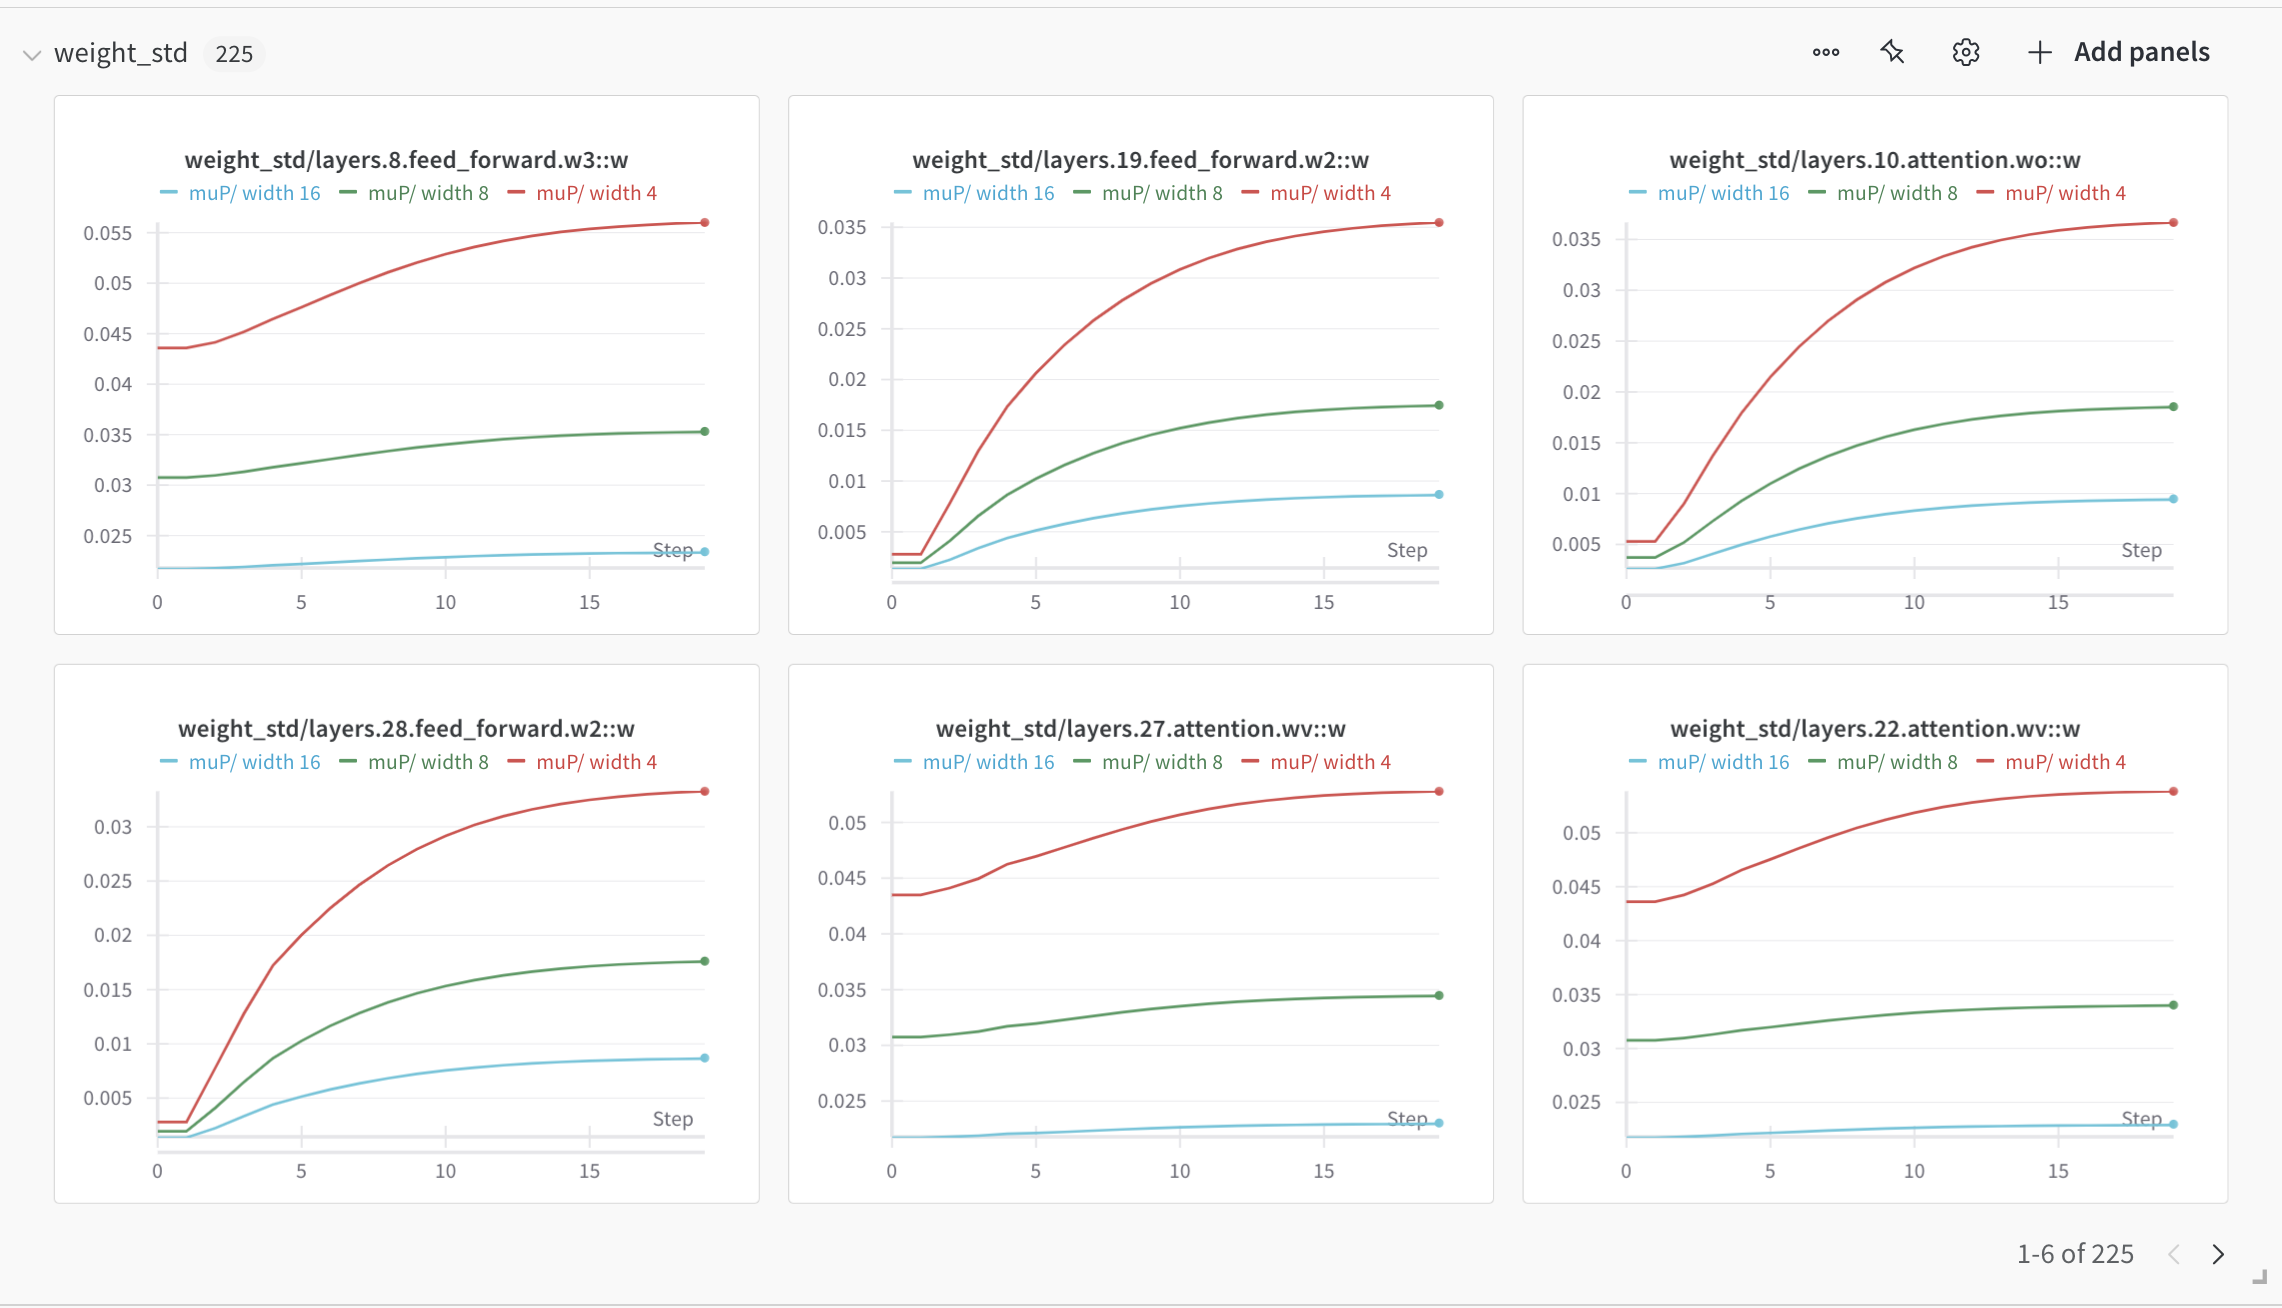 weight_std 225 Add panels
weight_std/layers.8.feed_forward.w3::w
muP/ width 16 muP/ width 8 muP/ width 4
0.055
0.05
0.045
0.04
0.035
0.03
0.025
Step
0 5 10 15
weight_std/layers.19.feed_forward.w2::w
muP/ width 16 muP/ width 8 muP/ width 4
0.035
0.03
0.025
0.02
0.015
0.01
0.005
Step
0 5 10 15
weight_std/layers.10.attention.wo::w
muP/ width 16 muP/ width 8 muP/ width 4
0.035
0.03
0.025
0.02
0.015
0.01
0.005
Step
0 5 10 15
weight_std/layers.28.feed_forward.w2::w
muP/ width 16 muP/ width 8 muP/ width 4
0.03
0.025
0.02
0.015
0.01
0.005
Step
0 5 10 15
weight_std/layers.27.attention.wv::w
muP/ width 16 muP/ width 8 muP/ width 4
0.05
0.045
0.04
0.035
0.03
0.025
Step
0 5 10 15
weight_std/layers.22.attention.wv::w
muP/ width 16 muP/ width 8 muP/ width 4
0.05
0.045
0.04
0.035
0.03
0.025
Step
0 5 10 15
1-6 of 225